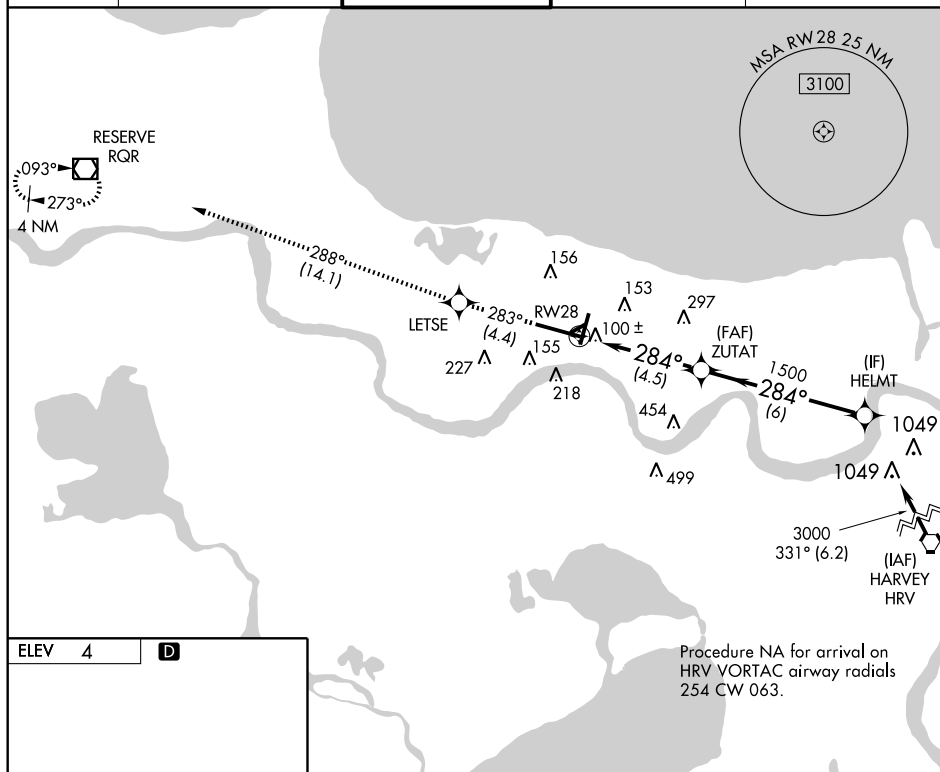 MSA RW28 25 NM
3100
RESERVE
RQR
093°
273°
4 NM
288°
(14.1)
156
153
297
RW28
283°
(4.4)
LETSE
100 ±
(FAF)
ZUTAT
284°
(4.5)
1500
284°
(6)
(IF)
HELMT
227
155
218
454
499
1049
1049
3000
331° (6.2)
(IAF)
HARVEY
HRV
ELEV 4
D
Procedure NA for arrival on
HRV VORTAC airway radials
254 CW 063.